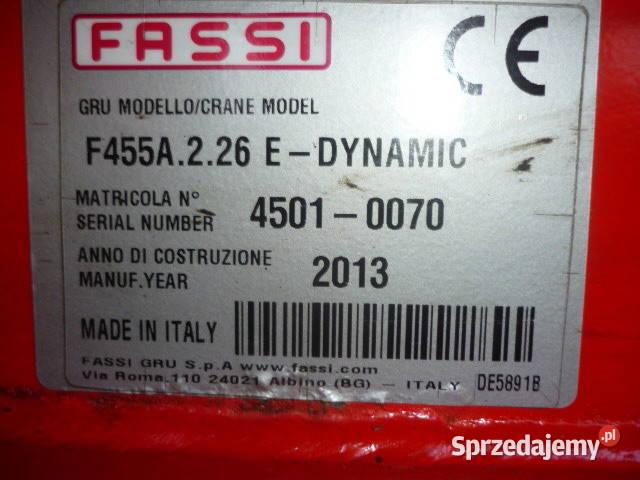 FASSI
CE
GRU MODELLO/CRANE MODEL
F455A.2.26 E-DYNAMIC
MATRICOLA N°
SERIAL NUMBER 4501-0070
ANNO DI COSTRUZIONE
MANUF.YEAR 2013
MADE IN ITALY
FASSI GRU S.p.A www.fassi.com
Via Roma.110 24021 Albino (BG) - ITALY DE5891B
Sprzedajemy.pl